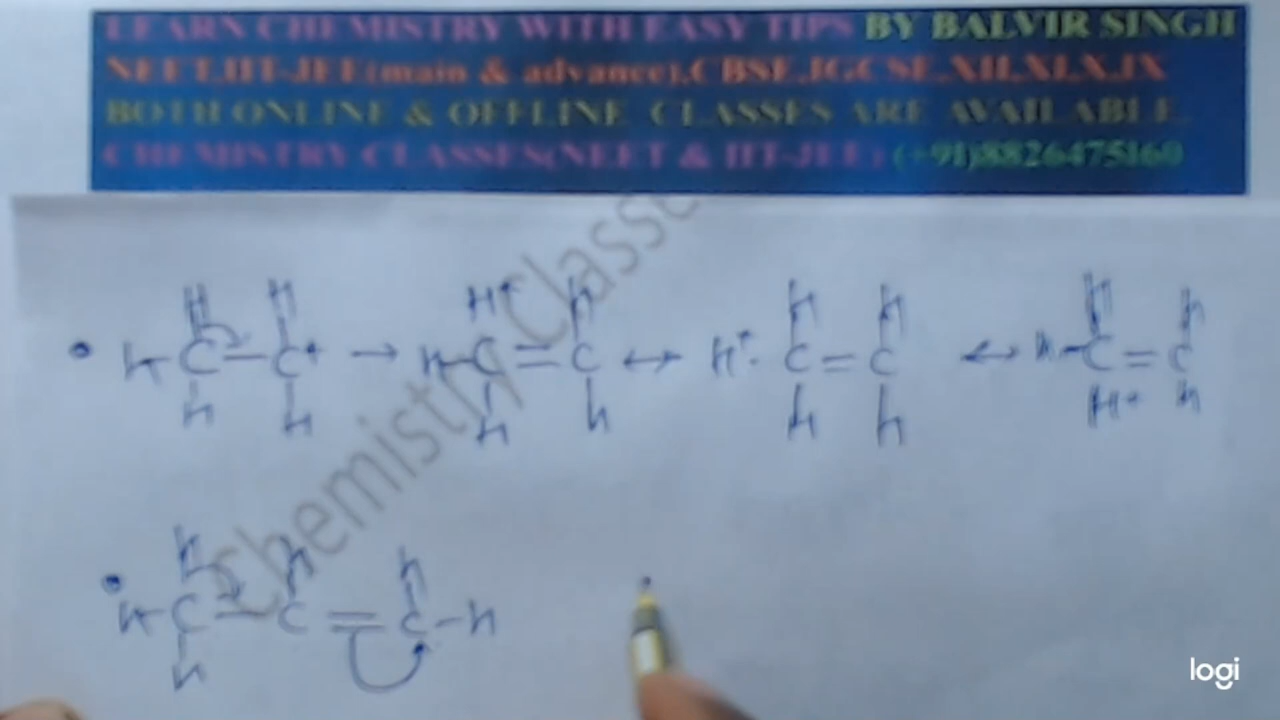 LEARN CHEMISTRY WITH EASY TIPS BY BALVIR SINGH
NEET,IIT-JEE(main & advance),CBSE,IGCSE,XII,XI,X,IX
BOTH ONLINE & OFFLINE CLASSES ARE AVAILABLE
CHEMISTRY CLASSES(NEET & IIT-JEE) (+91)8826475160
Chemistry Classes
H H H+ H H H H H
H-C-C+ → H-C=C ↔ H+ C=C ↔ H-C=C
H H H H H H H+ H
H H H
H-C-C=C-H
H
logi